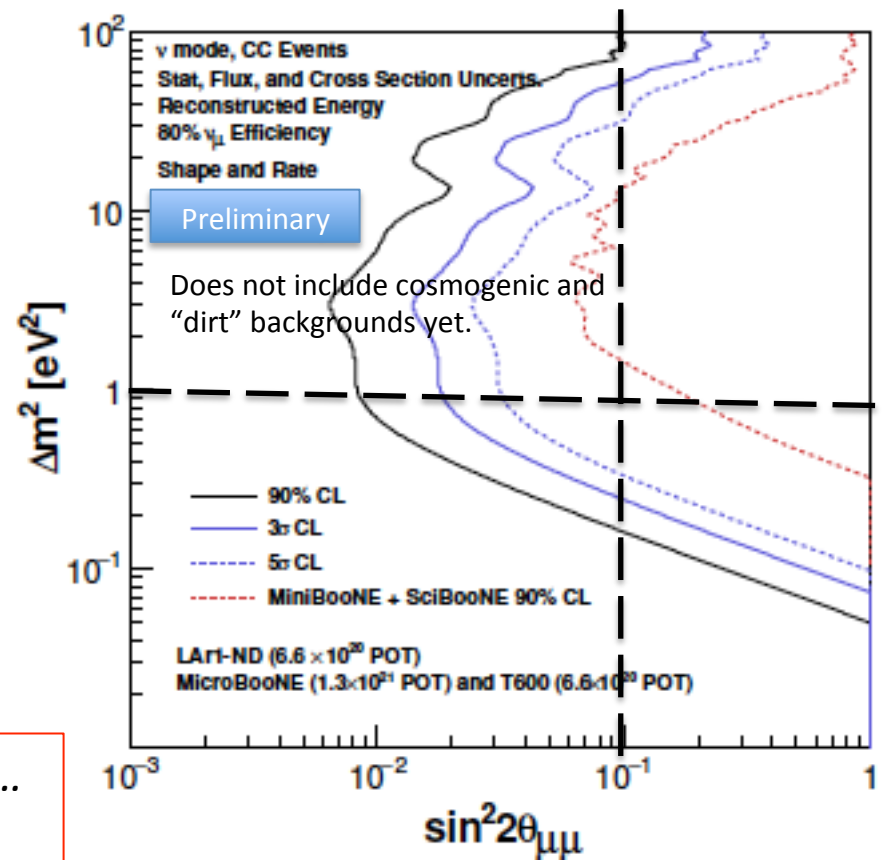 10²
ν mode, CC Events
Stat, Flux, and Cross Section Uncerts.
Reconstructed Energy
80% νμ Efficiency
Shape and Rate
10
Preliminary
Does not include cosmogenic and
“dirt” backgrounds yet.
Δm² [eV²]
1
90% CL
3σ CL
10⁻¹
5σ CL
MiniBooNE + SciBooNE 90% CL
LAr1-ND (6.6 × 10²⁰ POT)
MicroBooNE (1.3×10²¹ POT) and T600 (6.6×10²⁰ POT)
..
10⁻³ 10⁻² 10⁻¹ 1
sin²2θμμ